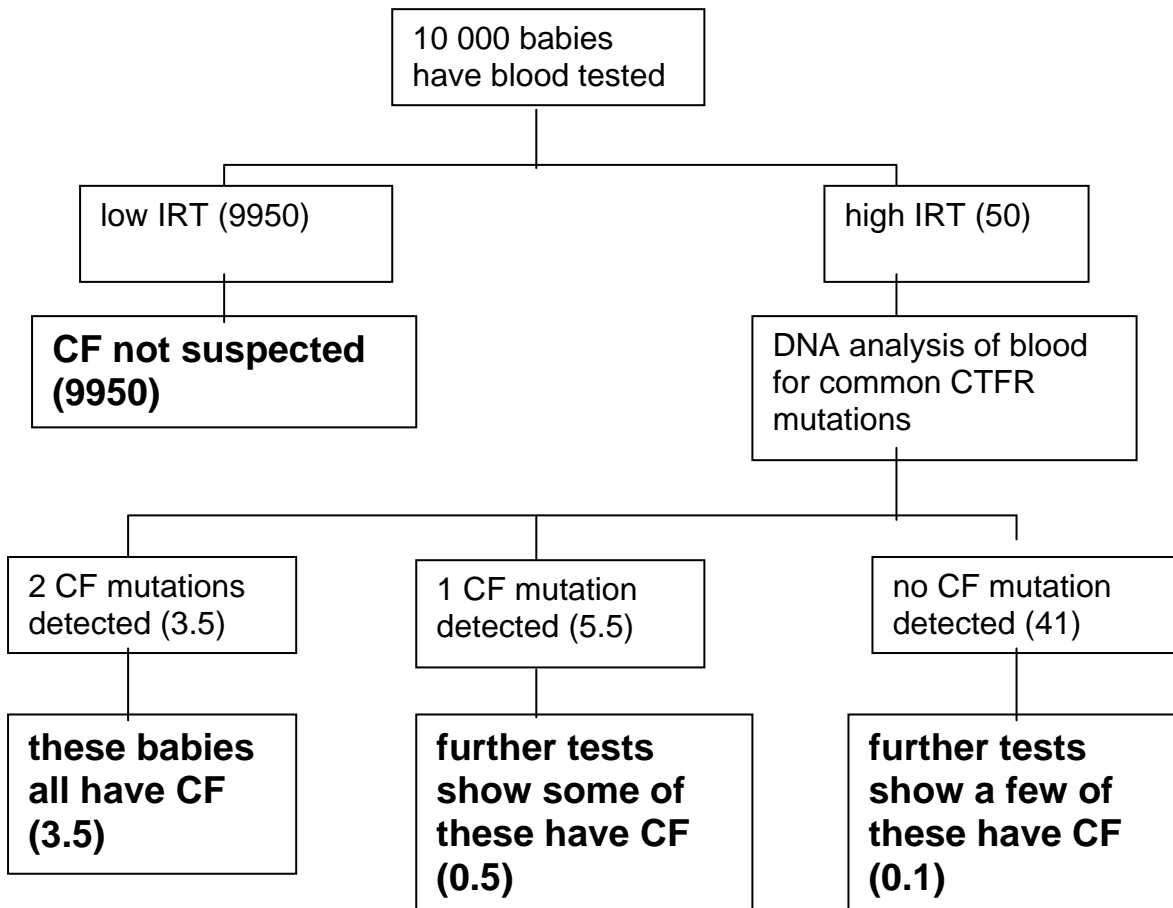 10 000 babies
have blood tested
low IRT (9950)
high IRT (50)
CF not suspected
(9950)
DNA analysis of blood
for common CTFR
mutations
2 CF mutations
detected (3.5)
1 CF mutation
detected (5.5)
no CF mutation
detected (41)
these babies
all have CF
(3.5)
further tests
show some of
these have CF
(0.5)
further tests
show a few of
these have CF
(0.1)